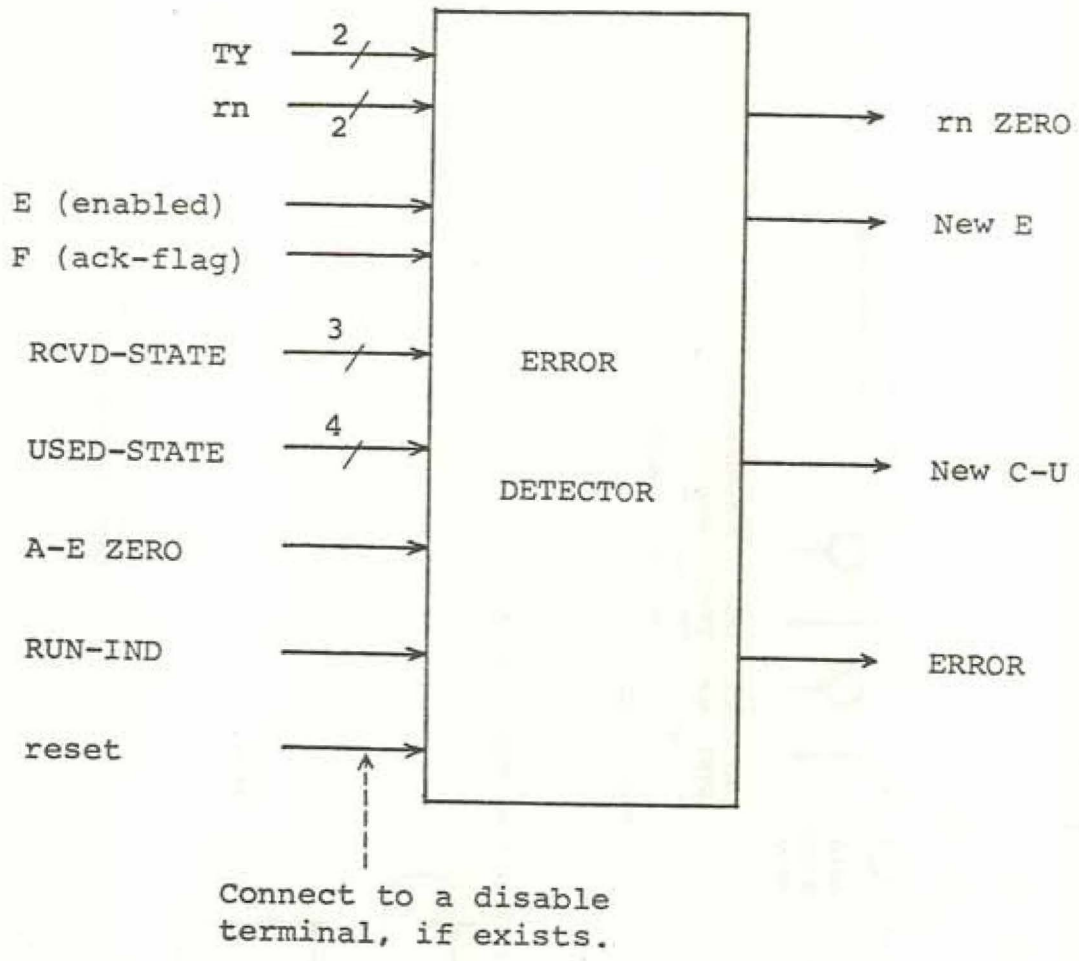 TY
2
rn
2
E (enabled)
F (ack-flag)
RCVD-STATE
3
USED-STATE
4
A-E ZERO
RUN-IND
reset
ERROR
DETECTOR
rn ZERO
New E
New C-U
ERROR
Connect to a disable
terminal, if exists.